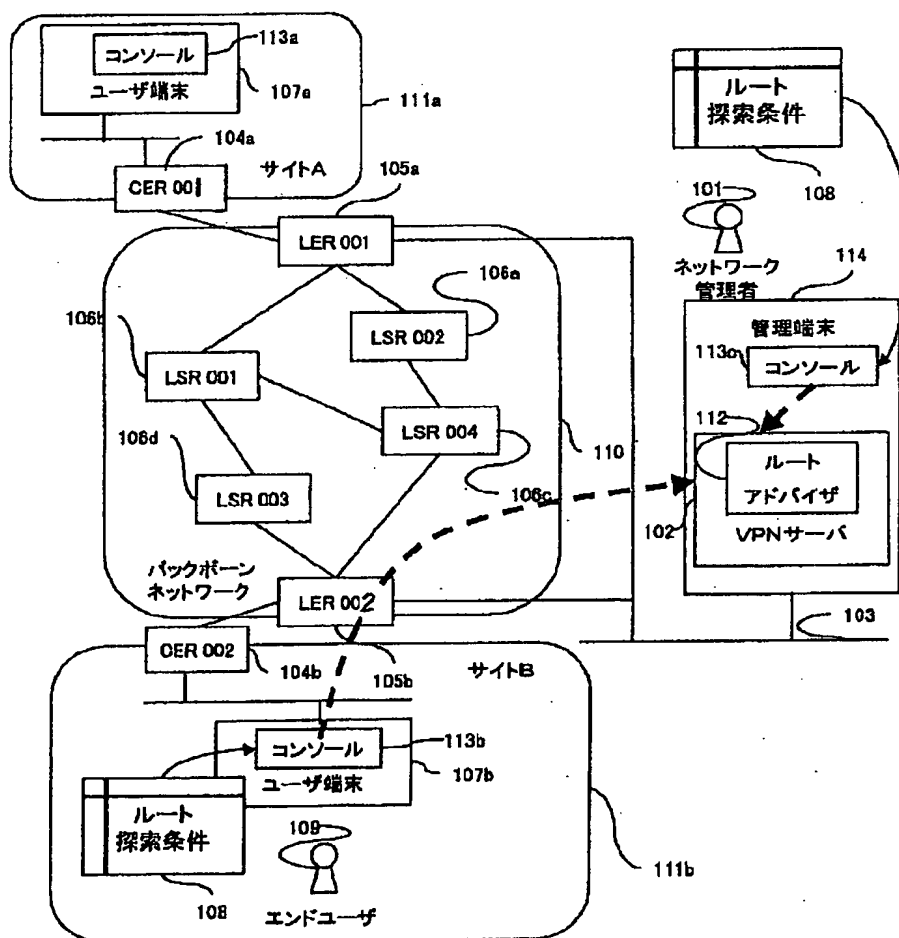 113a
コンソール
ユーザ端末
107a
111a
104a
サイトA
CER 001
105a
LER 001
106a
106b
LSR 002
LSR 001
LSR 004
106d
LSR 003
106c
110
バックボーン
ネットワーク
LER 002
CER 002
104b
105b
サイトB
コンソール
113b
ユーザ端末
107b
ルート
探索条件
108
109
エンドユーザ
111b
ルート
探索条件
108
101
ネットワーク
管理者
114
管理端末
113c
コンソール
112
ルート
アドバイザ
102
VPNサーバ
103